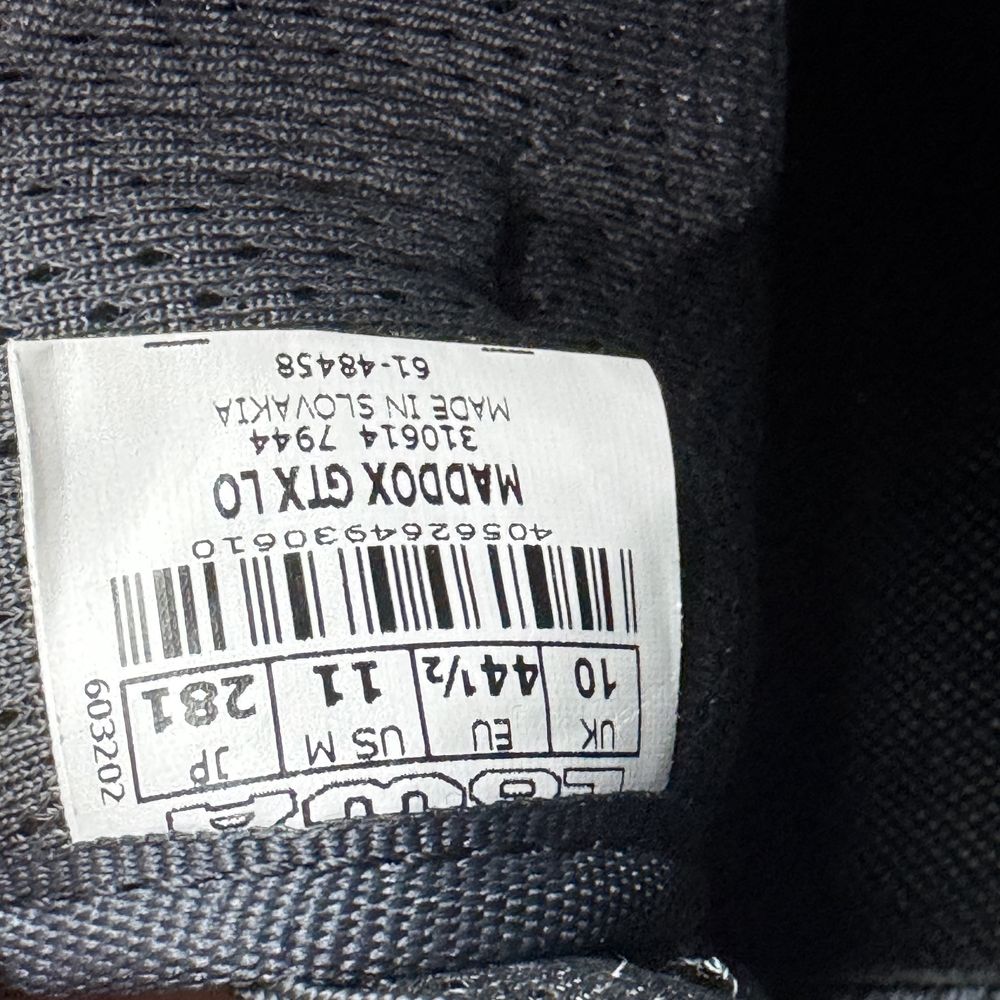 LOWA
UK EU US M JP
10 44½ 11 281
4056264930610
MADDOX GTX LO
310614 7944
MADE IN SLOVAKIA
61-48458
603202